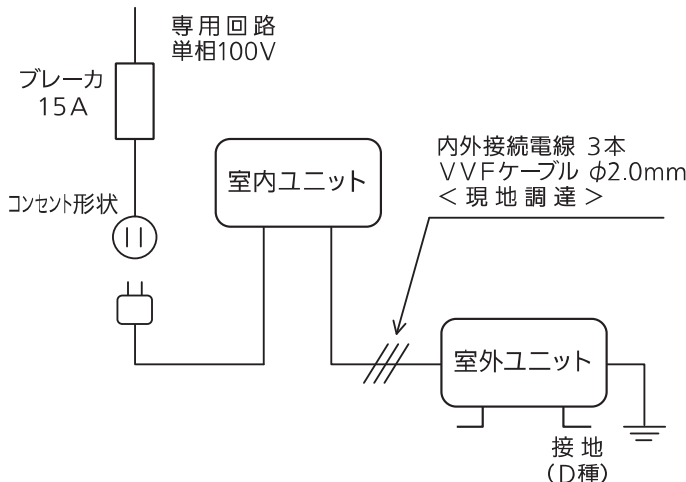 専用回路
単相100V
ブレーカ
15A
コンセント形状
室内ユニット
内外接続電線 3本
VVFケーブル φ2.0mm
＜現地調達＞
室外ユニット
接地
(D種)